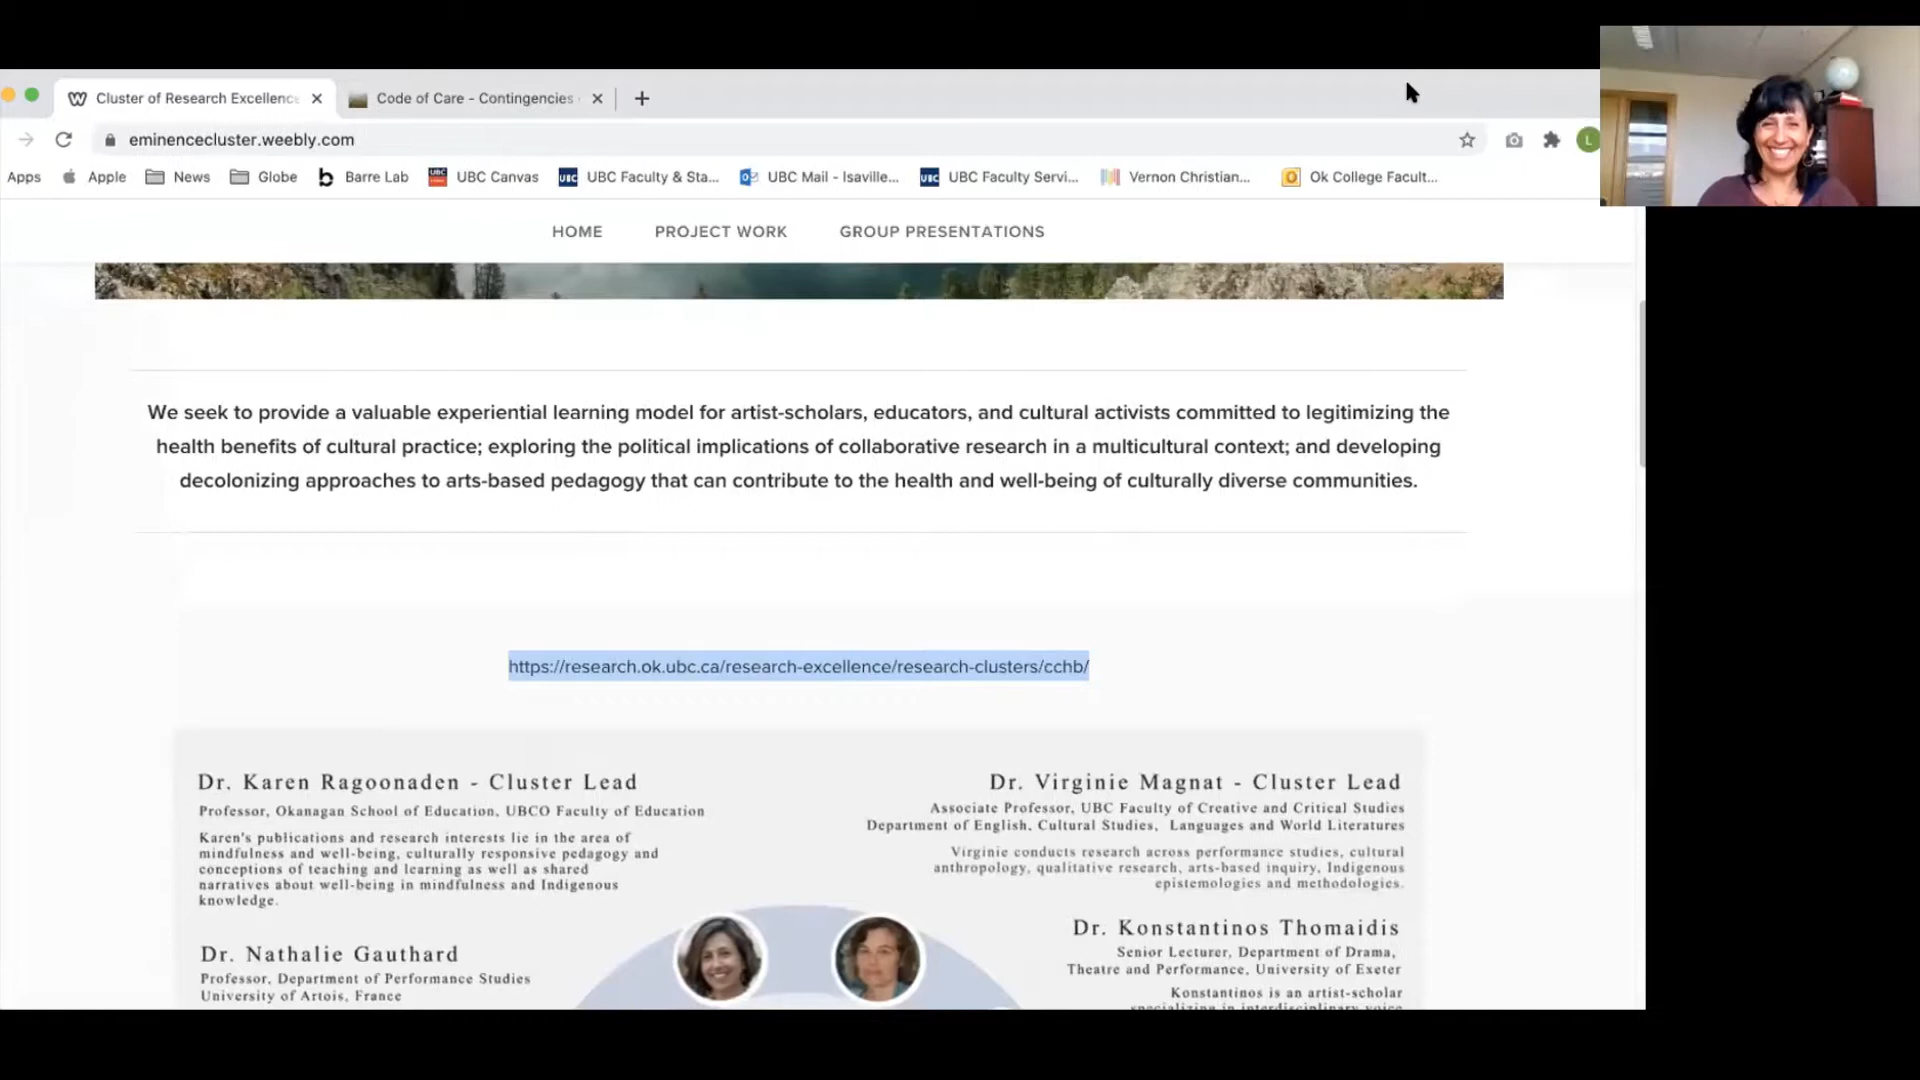 Cluster of Research Excellence
Code of Care - Contingencies
eminencecluster.weebly.com
L
Apps Apple News Globe Barre Lab UBC Canvas UBC Faculty & Sta... UBC Mail - Isaville... UBC Faculty Servi... Vernon Christian... Ok College Facult...
HOME PROJECT WORK GROUP PRESENTATIONS
We seek to provide a valuable experiential learning model for artist-scholars, educators, and cultural activists committed to legitimizing the
health benefits of cultural practice; exploring the political implications of collaborative research in a multicultural context; and developing
decolonizing approaches to arts-based pedagogy that can contribute to the health and well-being of culturally diverse communities.
https://research.ok.ubc.ca/research-excellence/research-clusters/cchb/
Dr. Karen Ragoonaden - Cluster Lead
Professor, Okanagan School of Education, UBCO Faculty of Education
Karen's publications and research interests lie in the area of
mindfulness and well-being, culturally responsive pedagogy and
conceptions of teaching and learning as well as shared
narratives about well-being in mindfulness and Indigenous
knowledge.
Dr. Nathalie Gauthard
Professor, Department of Performance Studies
University of Artois, France
Dr. Virginie Magnat - Cluster Lead
Associate Professor, UBC Faculty of Creative and Critical Studies
Department of English, Cultural Studies, Languages and World Literatures
Virginie conducts research across performance studies, cultural
anthropology, qualitative research, arts-based inquiry, Indigenous
epistemologies and methodologies.
Dr. Konstantinos Thomaidis
Senior Lecturer, Department of Drama,
Theatre and Performance, University of Exeter
Konstantinos is an artist-scholar
specializing in interdisciplinary voice